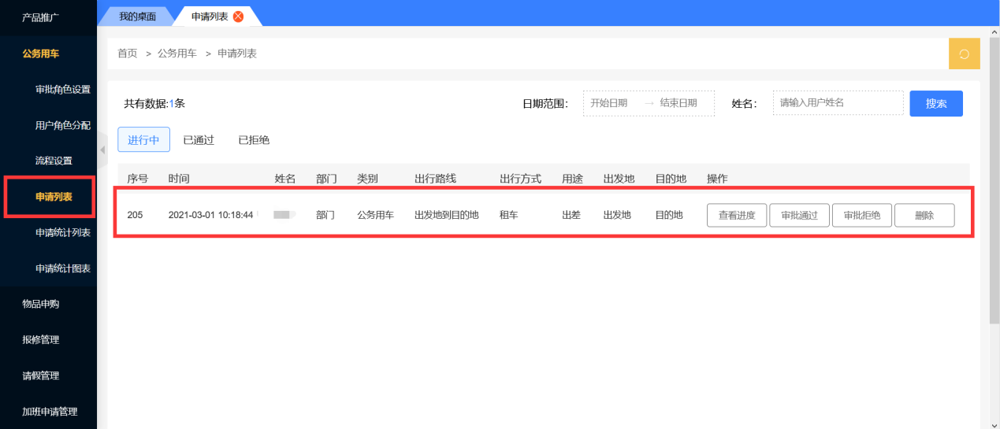 产品推广
公务用车
审批角色设置
用户角色分配
流程设置
申请列表
申请统计列表
申请统计图表
物品申购
报修管理
请假管理
加班申请管理
我的桌面 申请列表
首页 > 公务用车 > 申请列表
共有数据:1条 日期范围: 开始日期 → 结束日期 姓名: 请输入用户姓名 搜索
进行中 已通过 已拒绝
序号 时间 姓名 部门 类别 出行路线 出行方式 用途 出发地 目的地 操作
205 2021-03-01 10:18:44 部门 公务用车 出发地到目的地 租车 出差 出发地 目的地 查看进度 审批通过 审批拒绝 删除